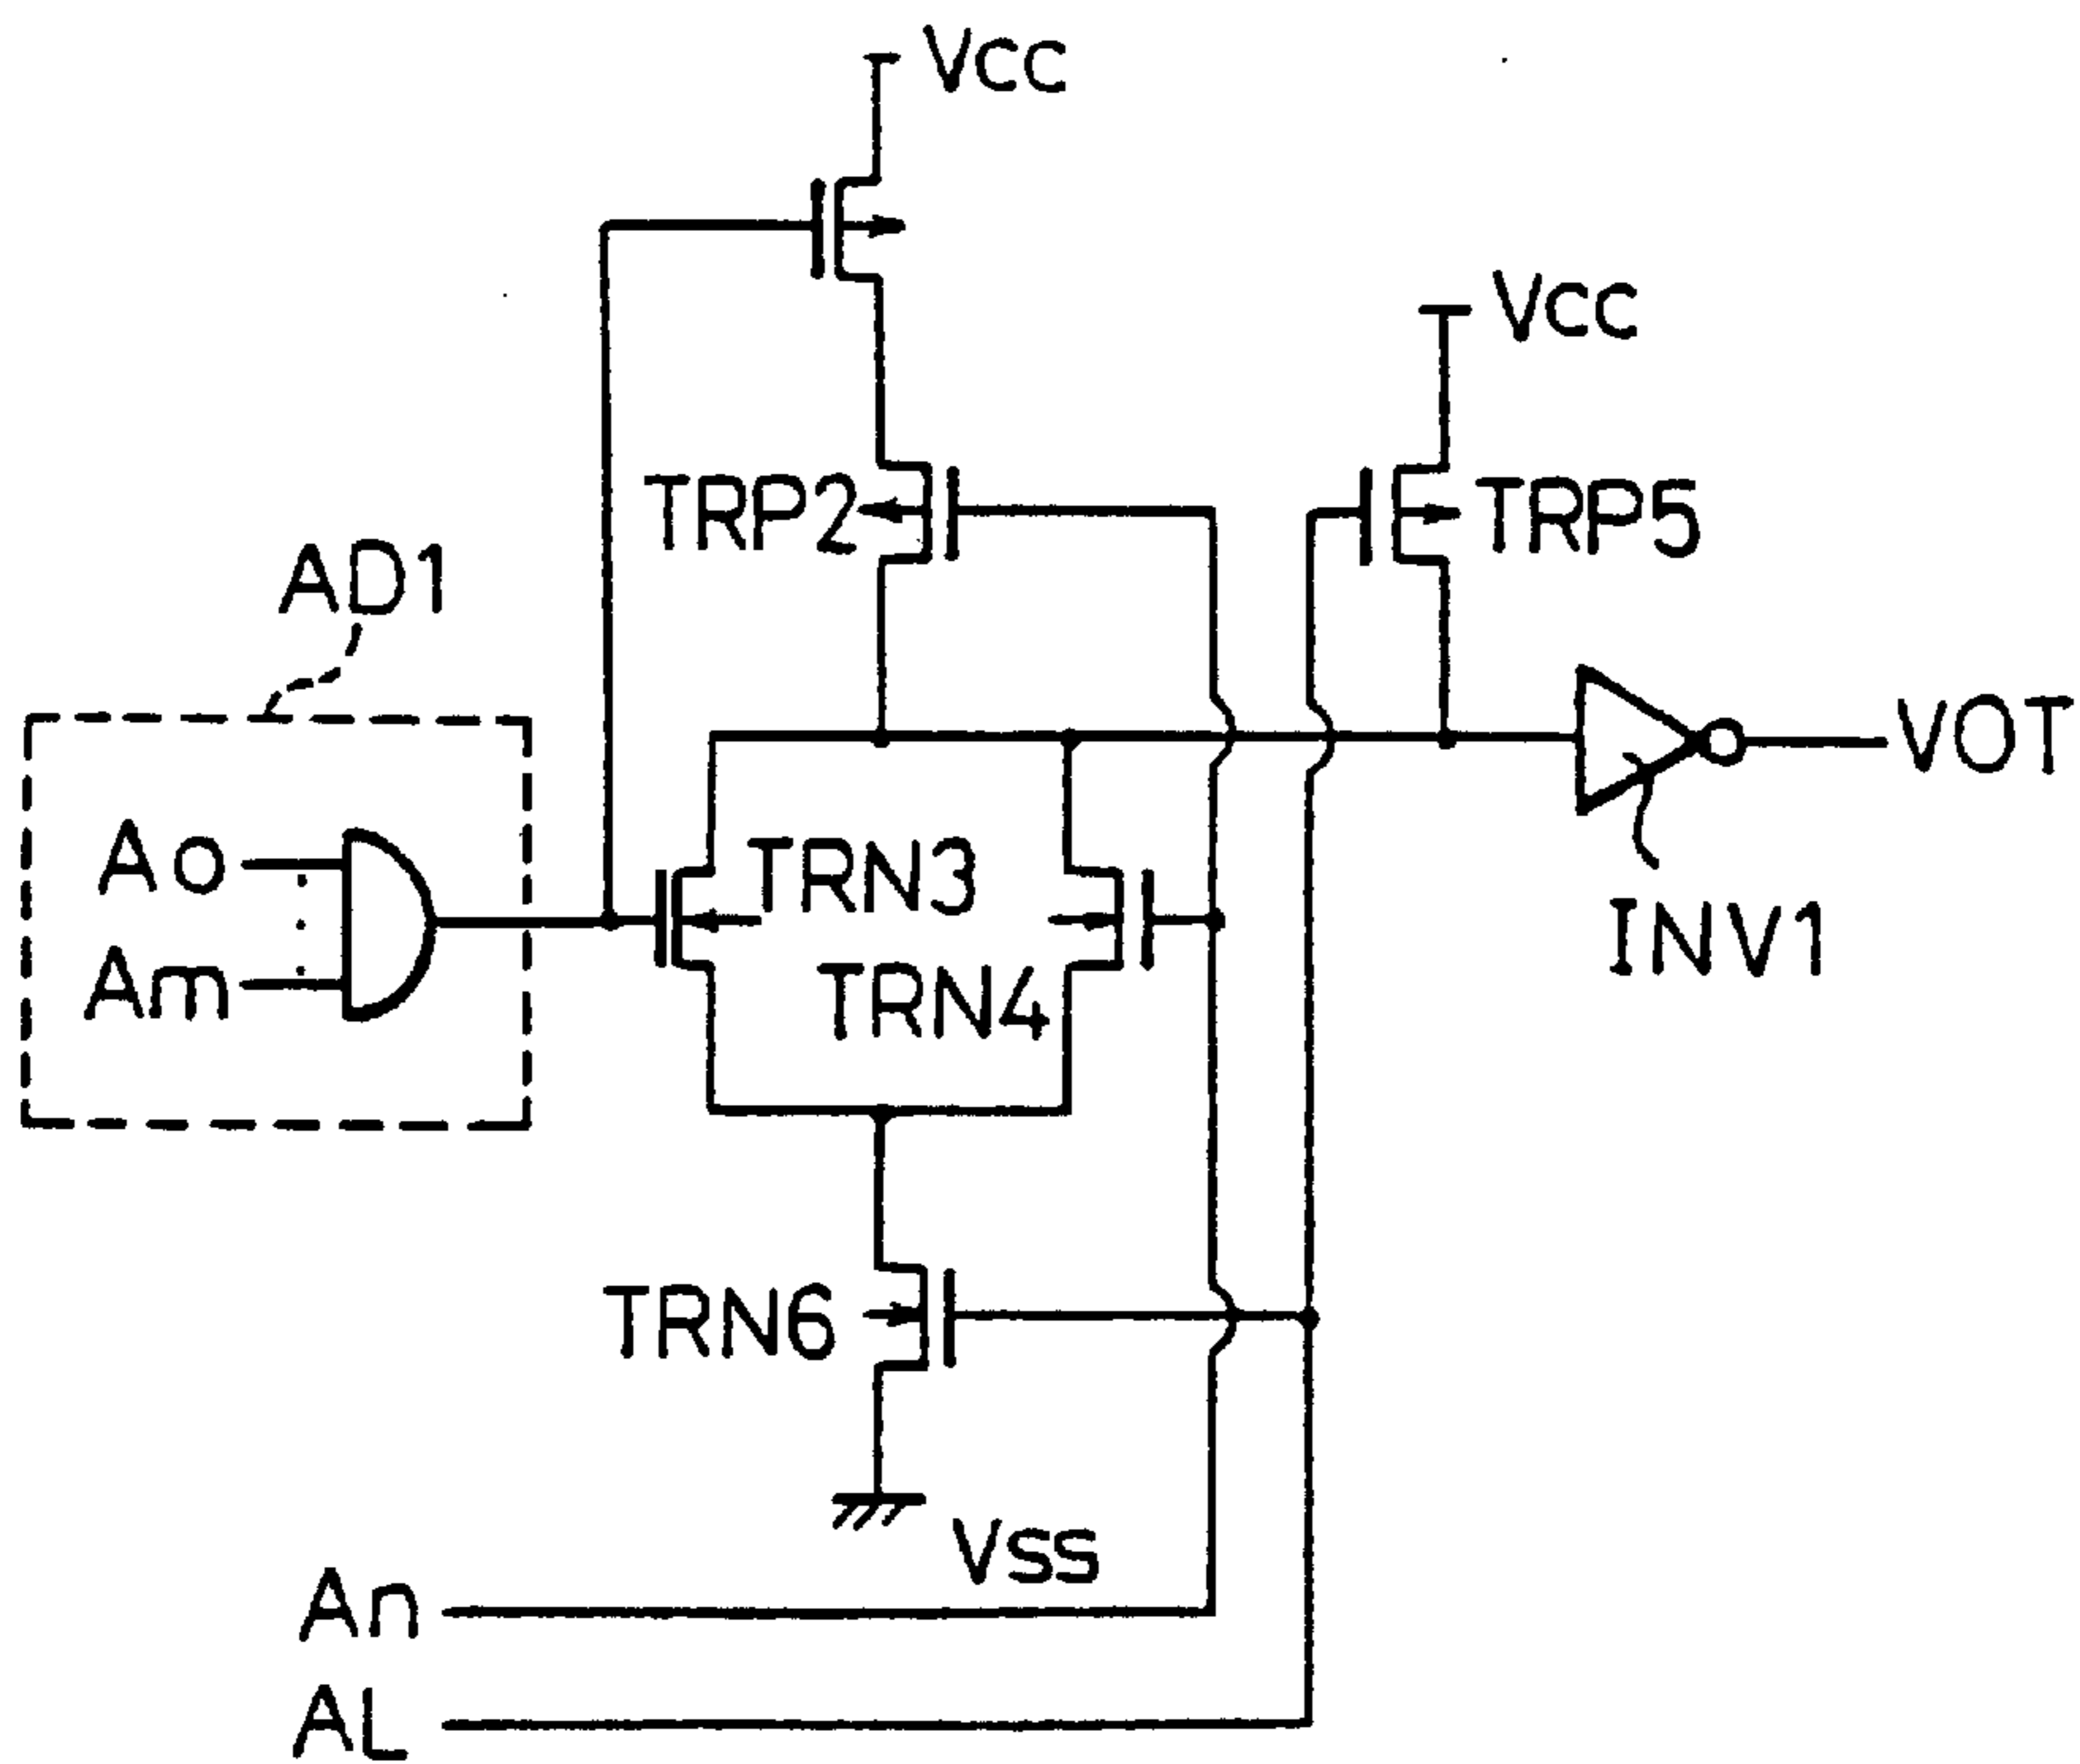 Vcc
Vcc
TRP2
TRP5
AD1
VOT
Ao
TRN3
Am
TRN4
INV1
TRN6
Vss
An
AL